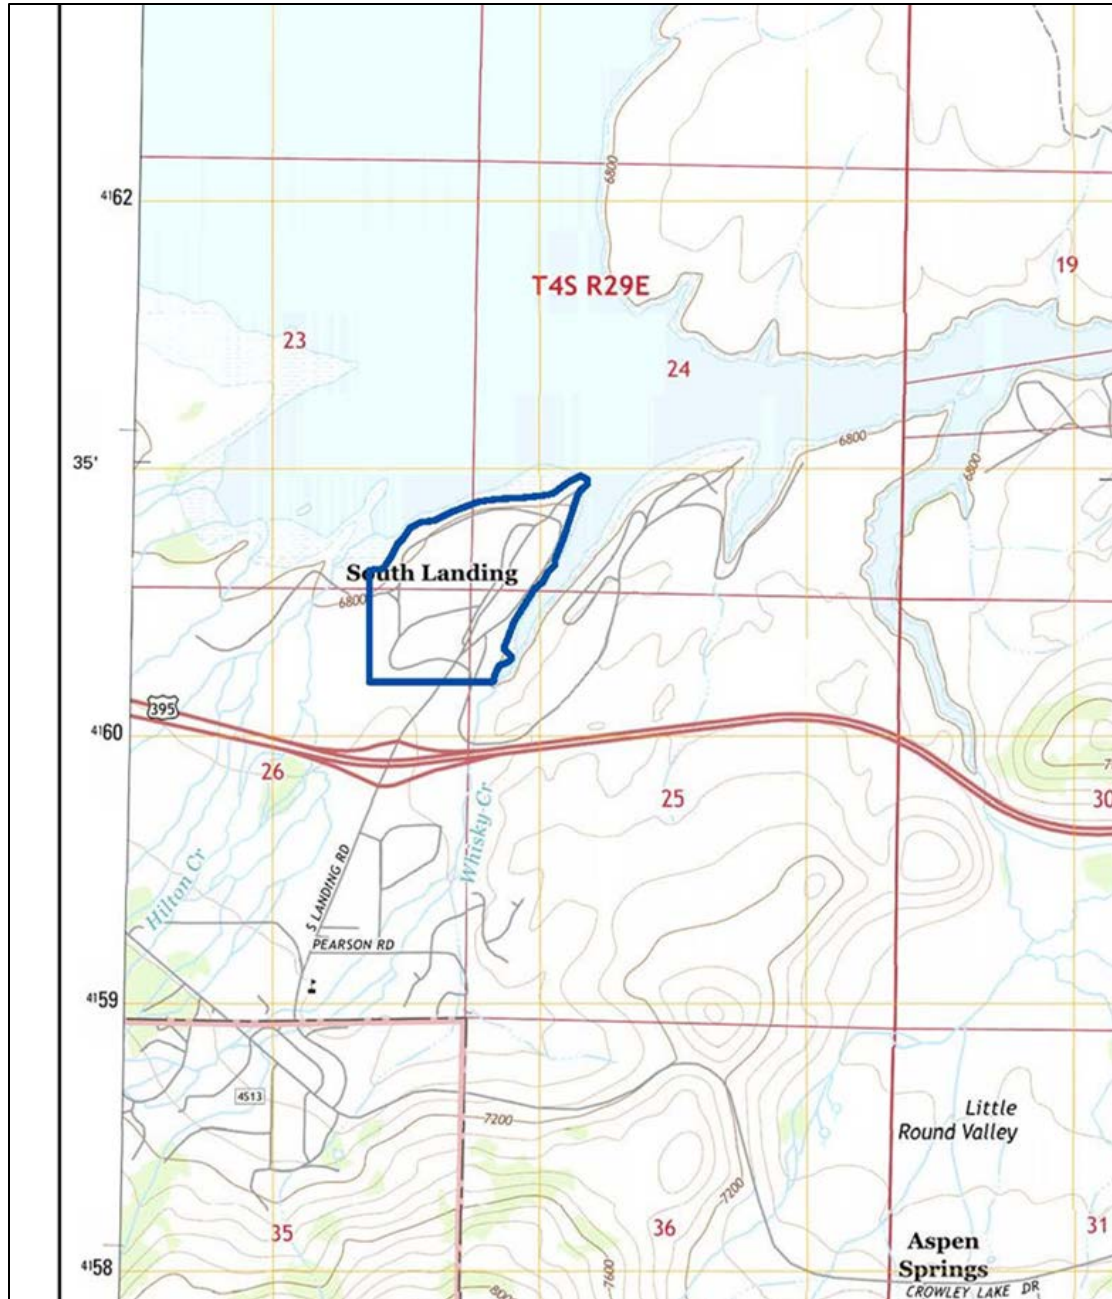 6800
4162
19
T4S R29E
23
24
6800
35'
6800
South Landing
6800
395
4160
26
25
30
Whisky Cr
Hilton Cr
S LANDING RD
PEARSON RD
4159
4S13
7200
Little
Round Valley
7200
35
36
31
Aspen
Springs
4158
7600
CROWLEY LAKE DR